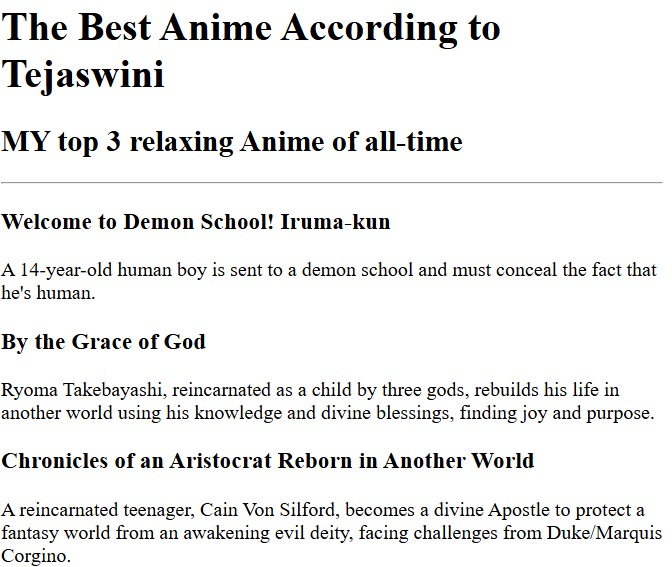 The Best Anime According to
Tejaswini
MY top 3 relaxing Anime of all-time
Welcome to Demon School! Iruma-kun
A 14-year-old human boy is sent to a demon school and must conceal the fact that
he's human.
By the Grace of God
Ryoma Takebayashi, reincarnated as a child by three gods, rebuilds his life in
another world using his knowledge and divine blessings, finding joy and purpose.
Chronicles of an Aristocrat Reborn in Another World
A reincarnated teenager, Cain Von Silford, becomes a divine Apostle to protect a
fantasy world from an awakening evil deity, facing challenges from Duke/Marquis
Corgino.